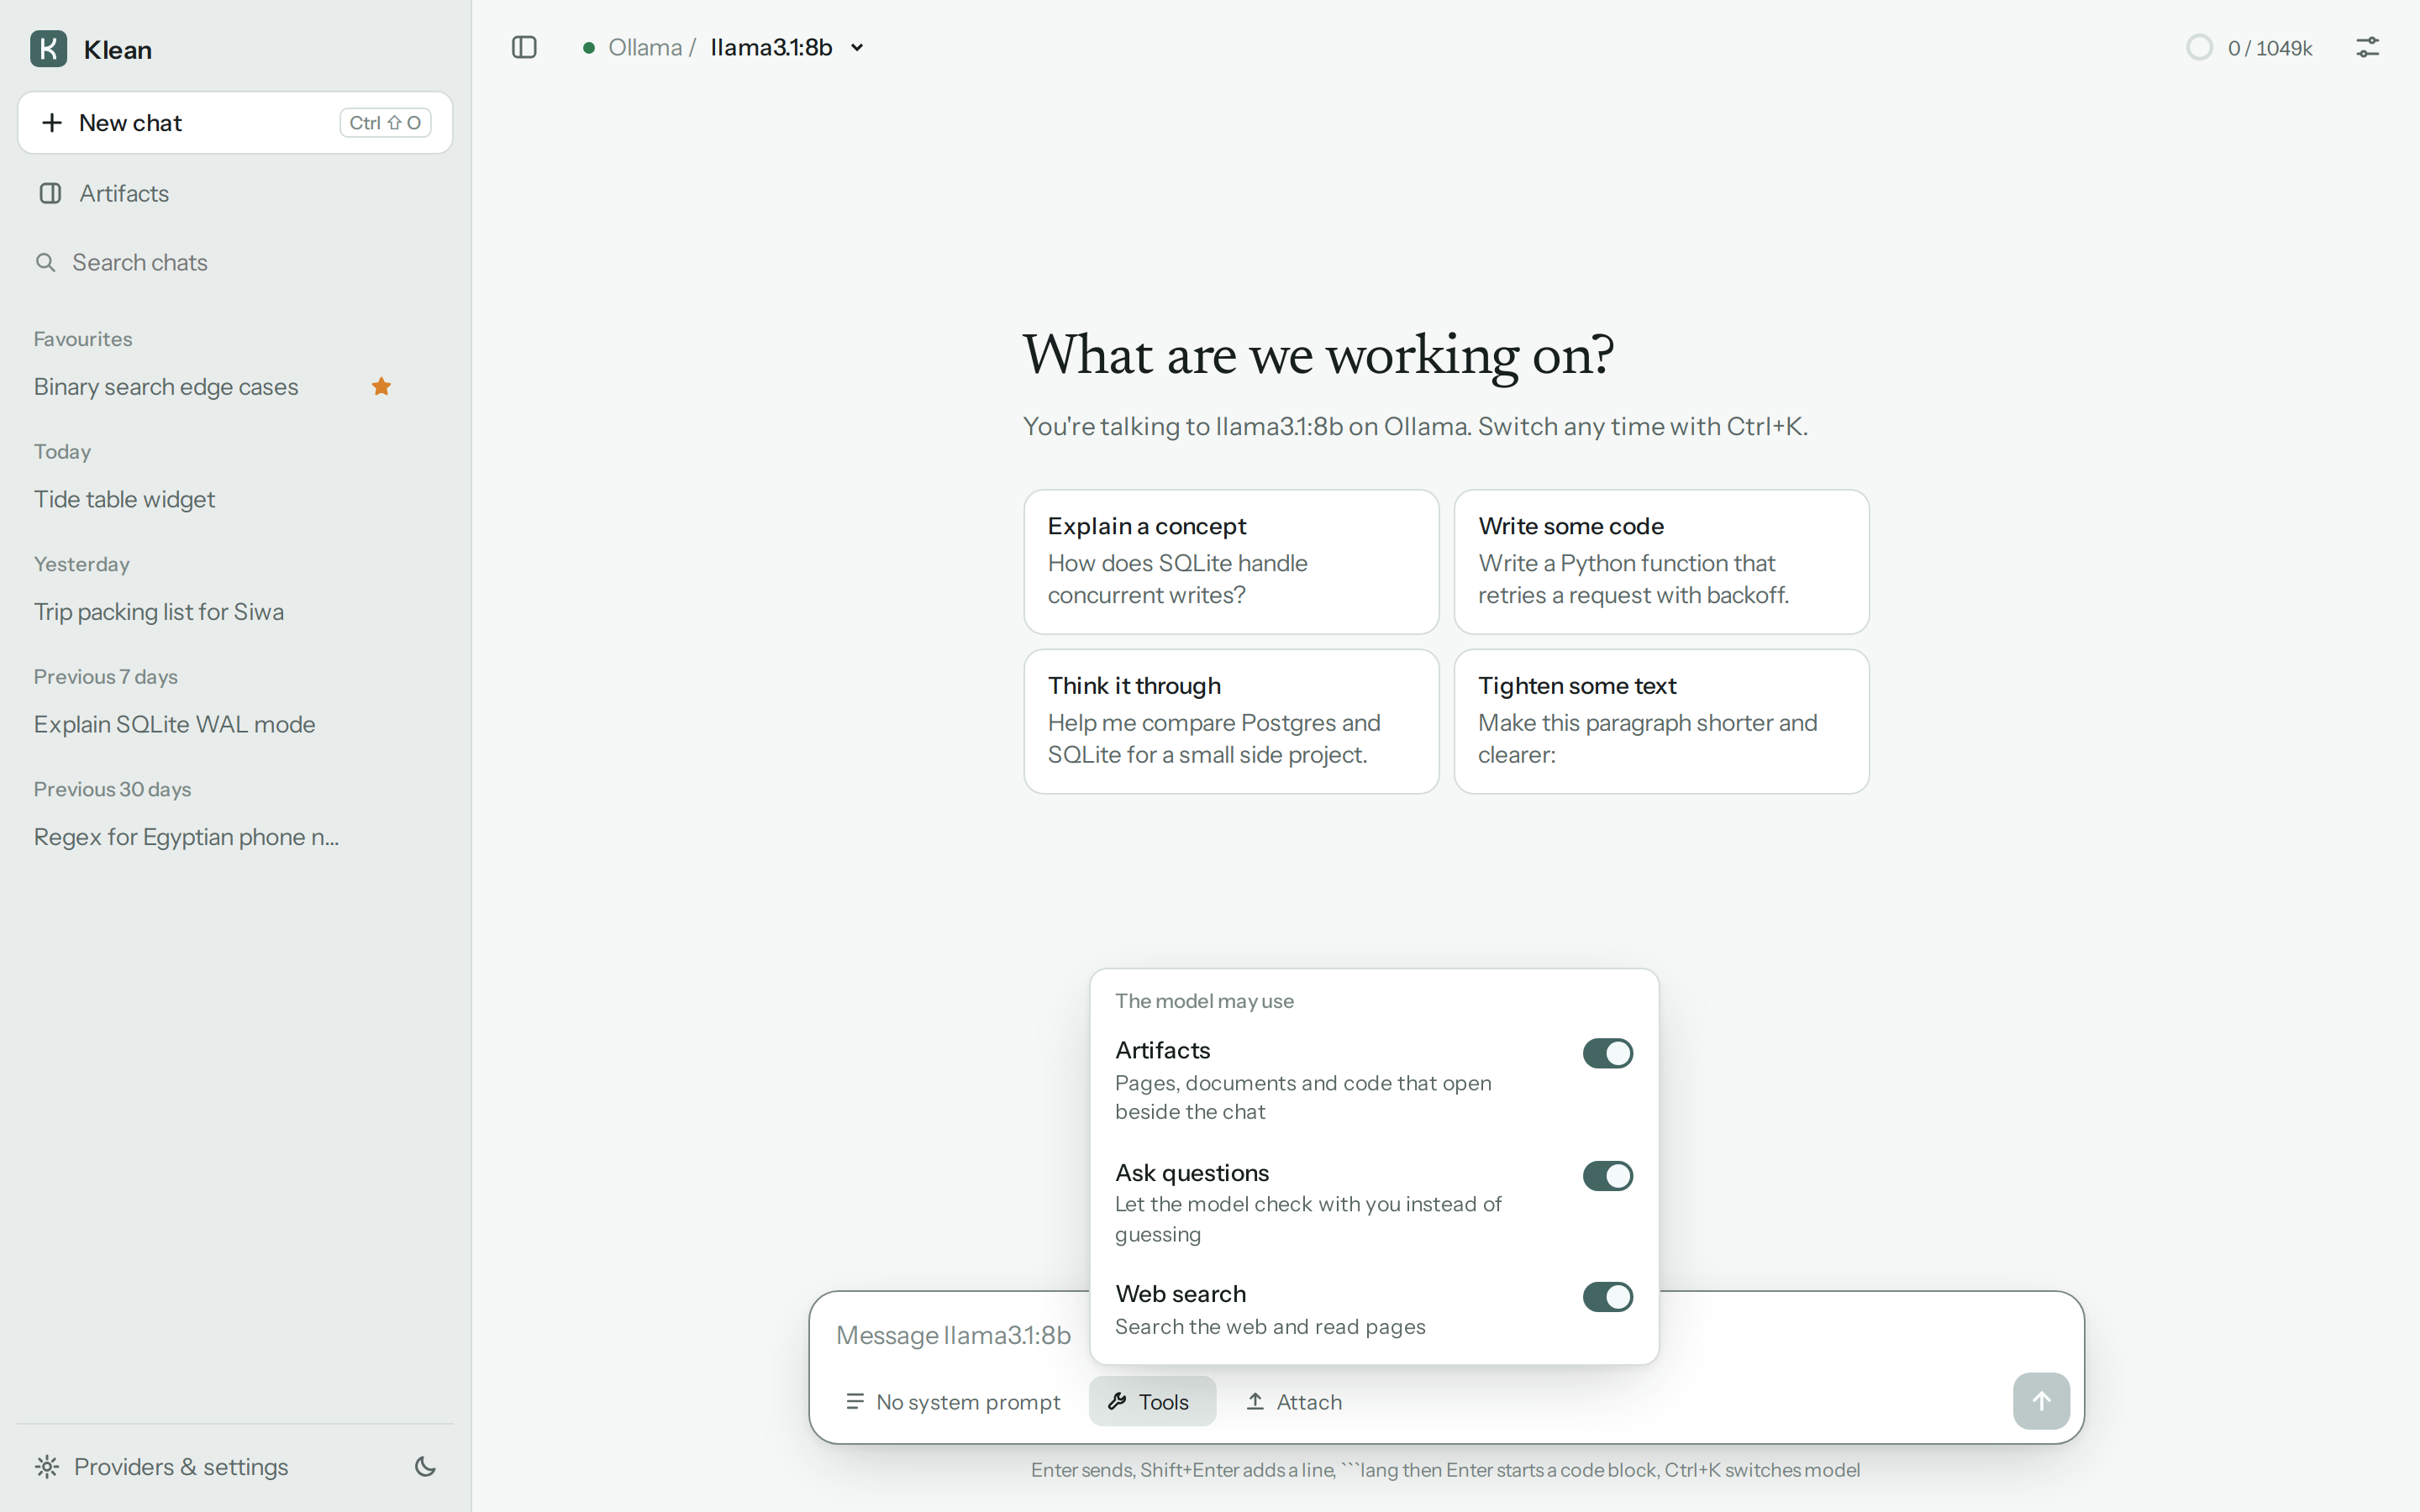 Klean
New chat
Ctrl ⇧ O
Artifacts
Search chats
Favourites
Binary search edge cases
Today
Tide table widget
Yesterday
Trip packing list for Siwa
Previous 7 days
Explain SQLite WAL mode
Previous 30 days
Regex for Egyptian phone n...
Providers & settings
Ollama / llama3.1:8b
0 / 1049k
What are we working on?
You're talking to llama3.1:8b on Ollama. Switch any time with Ctrl+K.
Explain a concept
How does SQLite handle
concurrent writes?
Write some code
Write a Python function that
retries a request with backoff.
Think it through
Help me compare Postgres and
SQLite for a small side project.
Tighten some text
Make this paragraph shorter and
clearer:
The model may use
Artifacts
Pages, documents and code that open
beside the chat
Ask questions
Let the model check with you instead of
guessing
Web search
Search the web and read pages
Message llama3.1:8b
No system prompt
Tools
Attach
Enter sends, Shift+Enter adds a line, ```lang then Enter starts a code block, Ctrl+K switches model